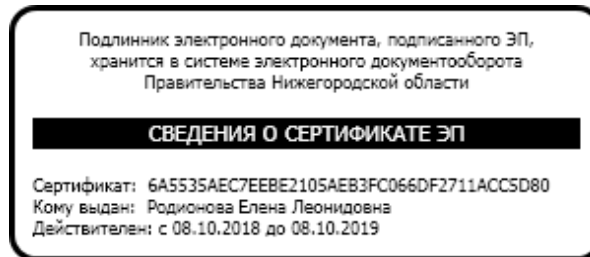 Подлинник электронного документа, подписанного ЭП,
хранится в системе электронного документооборота
Правительства Нижегородской области
СВЕДЕНИЯ О СЕРТИФИКАТЕ ЭП
Сертификат: 6A5535AEC7EEBE2105AEB3FC066DF2711ACC5D80
Кому выдан: Родионова Елена Леонидовна
Действителен: с 08.10.2018 до 08.10.2019